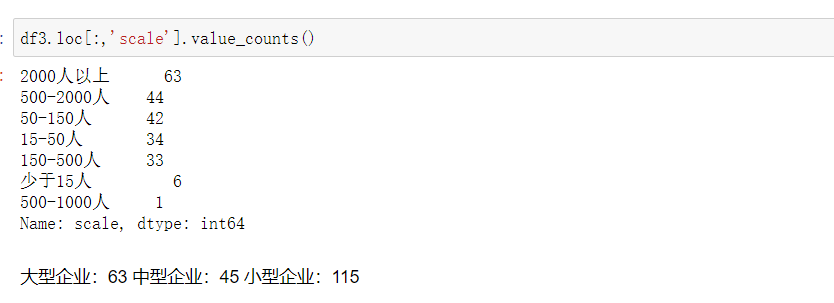 df3.loc[:,'scale'].value_counts()
2000人以上 63
500-2000人 44
50-150人 42
15-50人 34
150-500人 33
少于15人 6
500-1000人 1
Name: scale, dtype: int64
大型企业：63 中型企业：45 小型企业：115